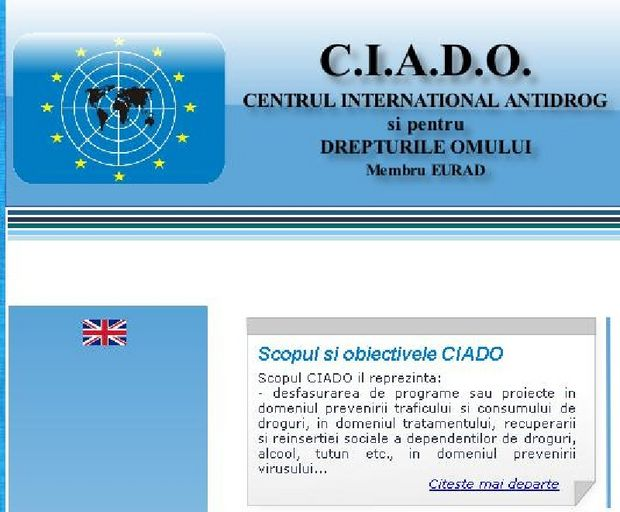 C.I.A.D.O.
CENTRUL INTERNATIONAL ANTIDROG
si pentru
DREPTURILE OMULUI
Membru EURAD
Scopul si obiectivele CIADO
Scopul CIADO il reprezinta:
- desfasurarea de programe sau proiecte in
domeniul prevenirii traficului si consumului de
droguri, in domeniul tratamentului, recuperarii
si reinsertiei sociale a dependentilor de droguri,
alcool, tutun etc., in domeniul prevenirii
virusului...
Citeste mai departe